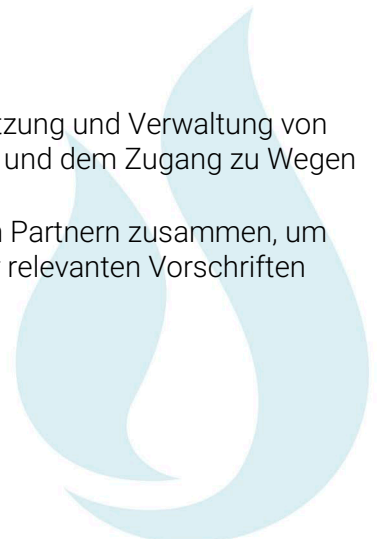 tzung und Verwaltung von
und dem Zugang zu Wegen
Partnern zusammen, um
relevanten Vorschriften